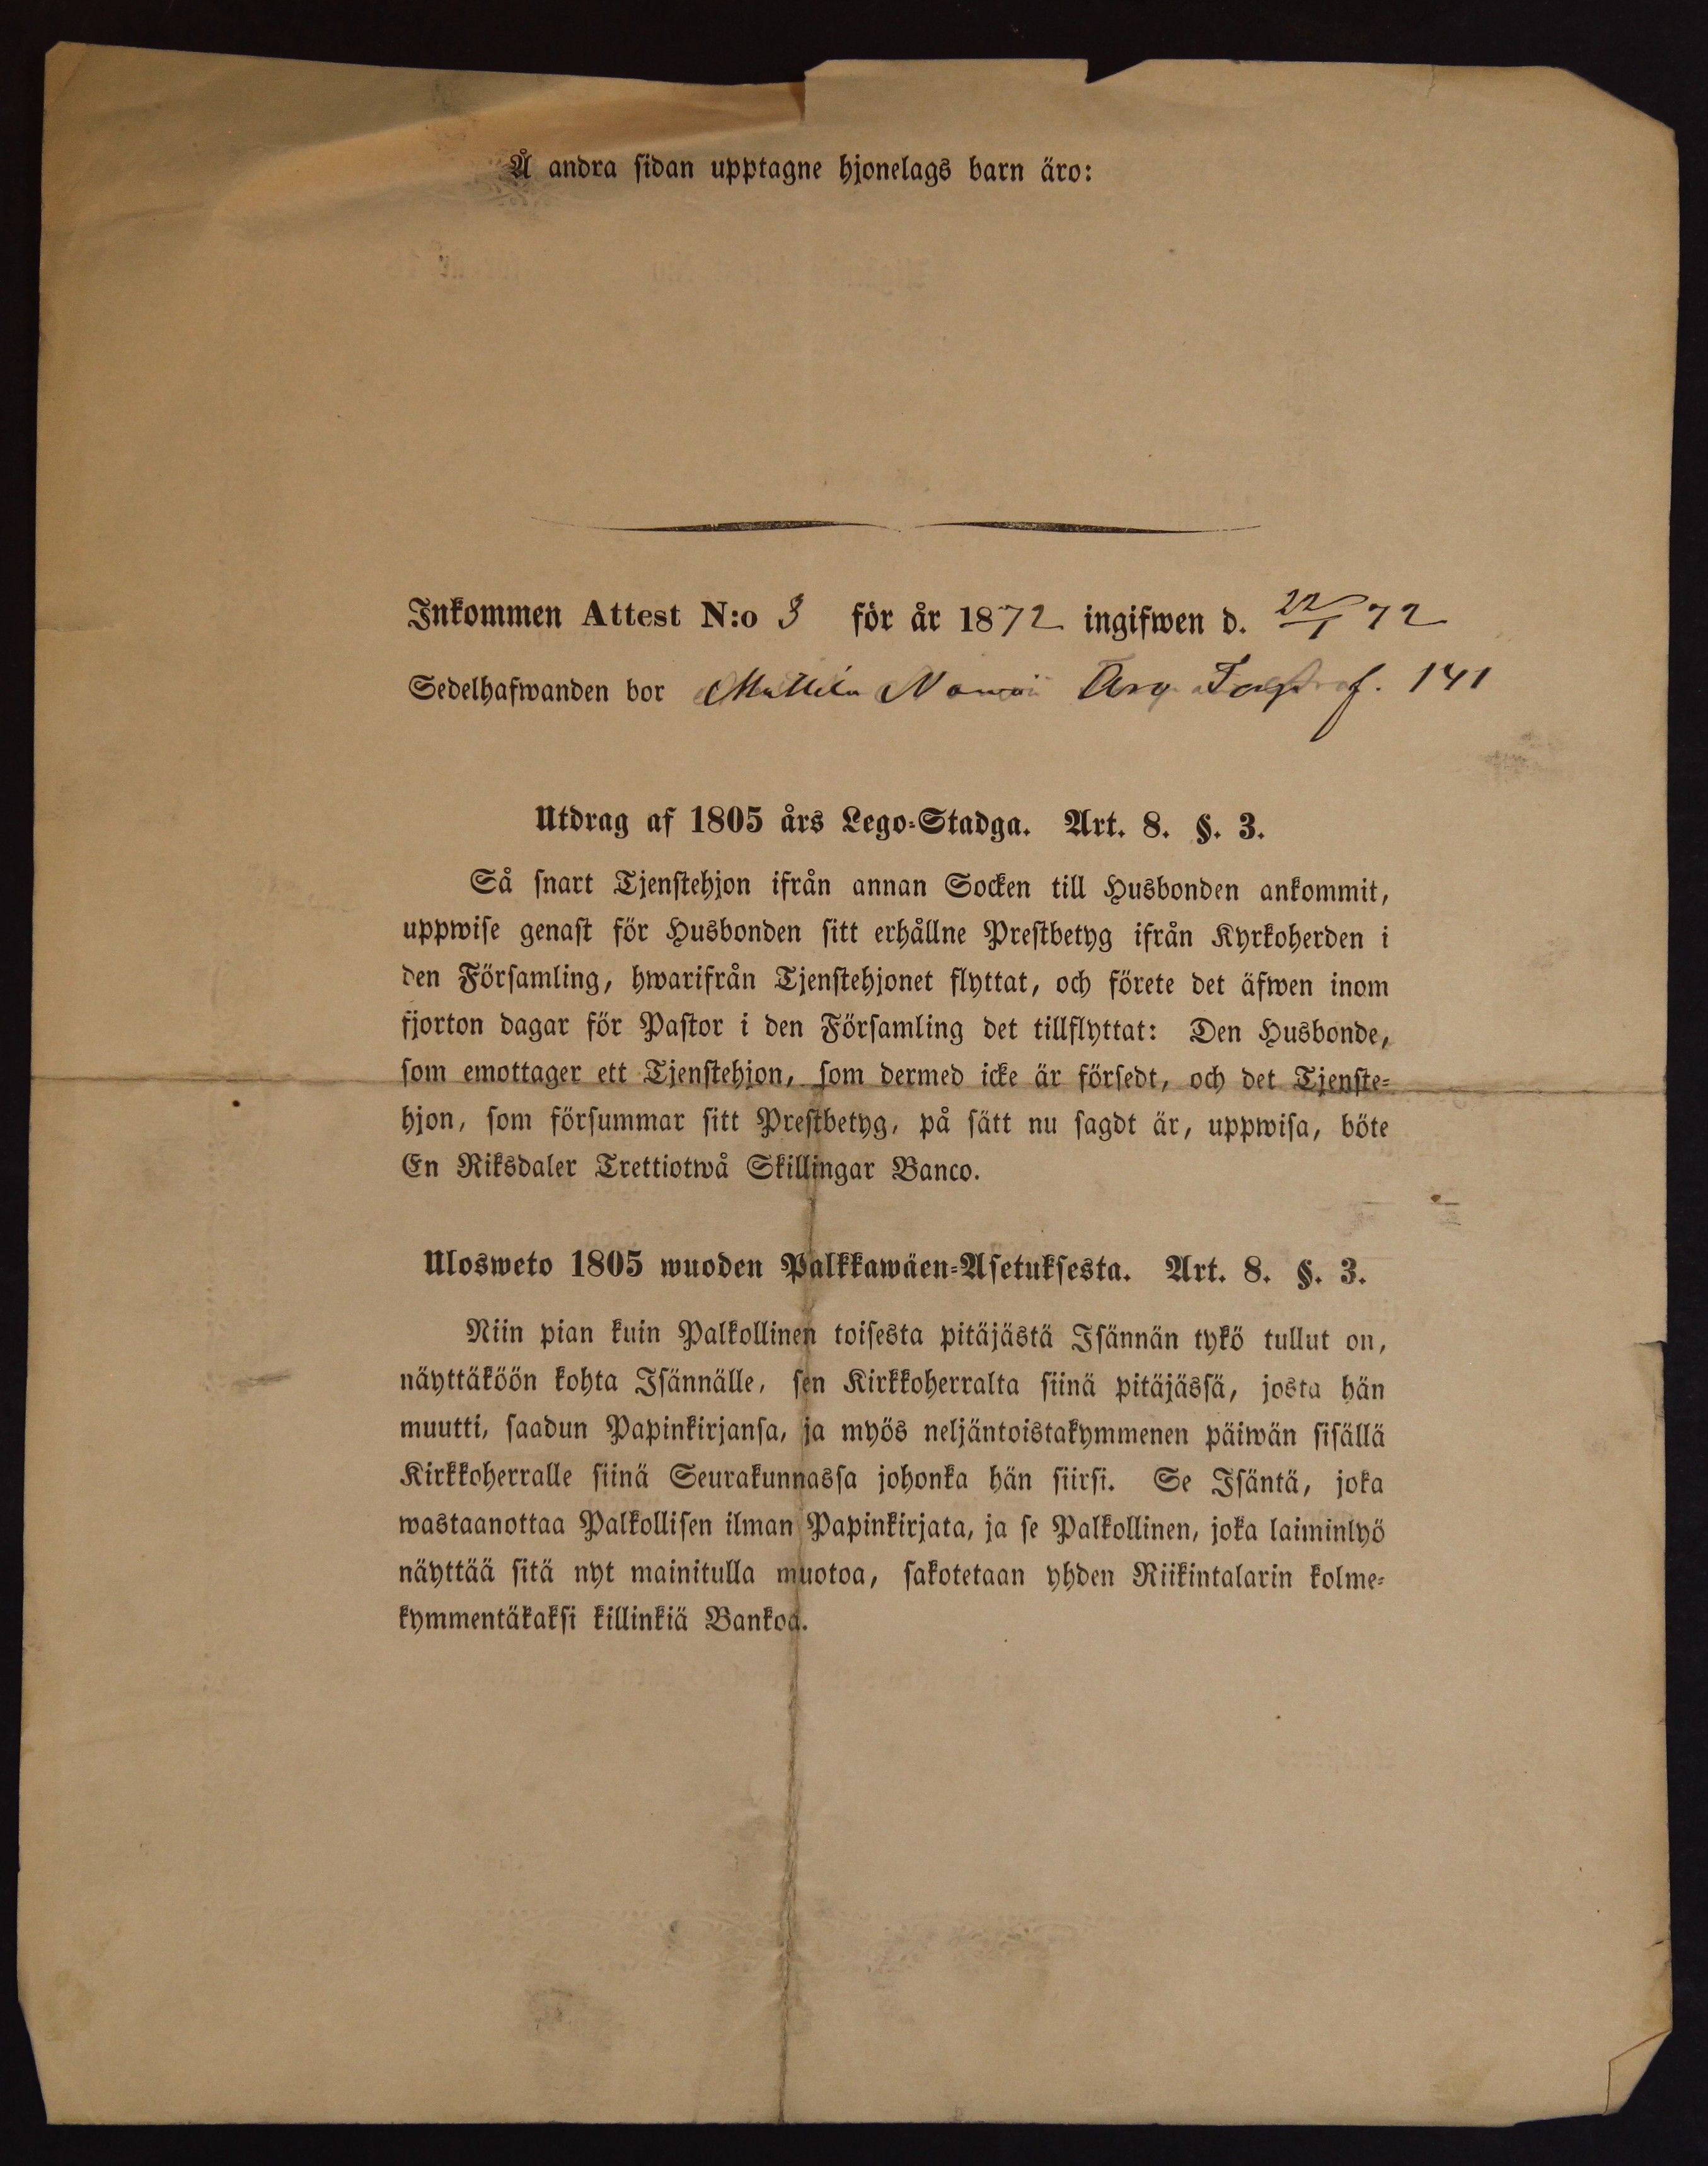 Å andra sidan upptagne hjonelags barn äro:
Inkommen Attest N:o 3 för år 1872 ingifwen d. 22/1 72
Sedelhafwanden bor f. 141
Utdrag af 1805 års Lego-Stadga. Art. 8. §. 3.
Så snart Tjenstehjon ifrån annan Socken till Husbonden ankommit,
uppwise genast för Husbonden sitt erhållne Prestbetyg ifrån Kyrkoherden i
den Församling, hwarifrån Tjenstehjonet flyttat, och förete det äfwen inom
fjorton dagar för Pastor i den Församling det tillflyttat: Den Husbonde,
som emottager ett Tjenstehjon, som dermed icke är försedt, och det Tjenste-
hjon, som försummar sitt Prestbetyg, på sätt nu sagdt är, uppwisa, böte
En Riksdaler Trettiotwå Skillingar Banco.
Ulosweto 1805 wuoden Palkkawäen-Asetuksesta. Art. 8. §. 3.
Niin pian kuin Palkollinen toisesta pitäjästä Isännän tykö tullut on,
näyttäköön kohta Isännälle, sen Kirkkoherralta siinä pitäjässä, josta hän
muutti, saadun Papinkirjansa, ja myös neljäntoistakymmenen päiwän sisällä
Kirkkoherralle siinä Seurakunnassa johonka hän siirsi. Se Isäntä, joka
wastaanottaa Palkollisen ilman Papinkirjata, ja se Palkollinen, joka laiminlyö
näyttää sitä nyt mainitulla muotoa, sakotetaan yhden Riikintalarin kolme-
kymmentäkaksi killinkiä Bankoa.